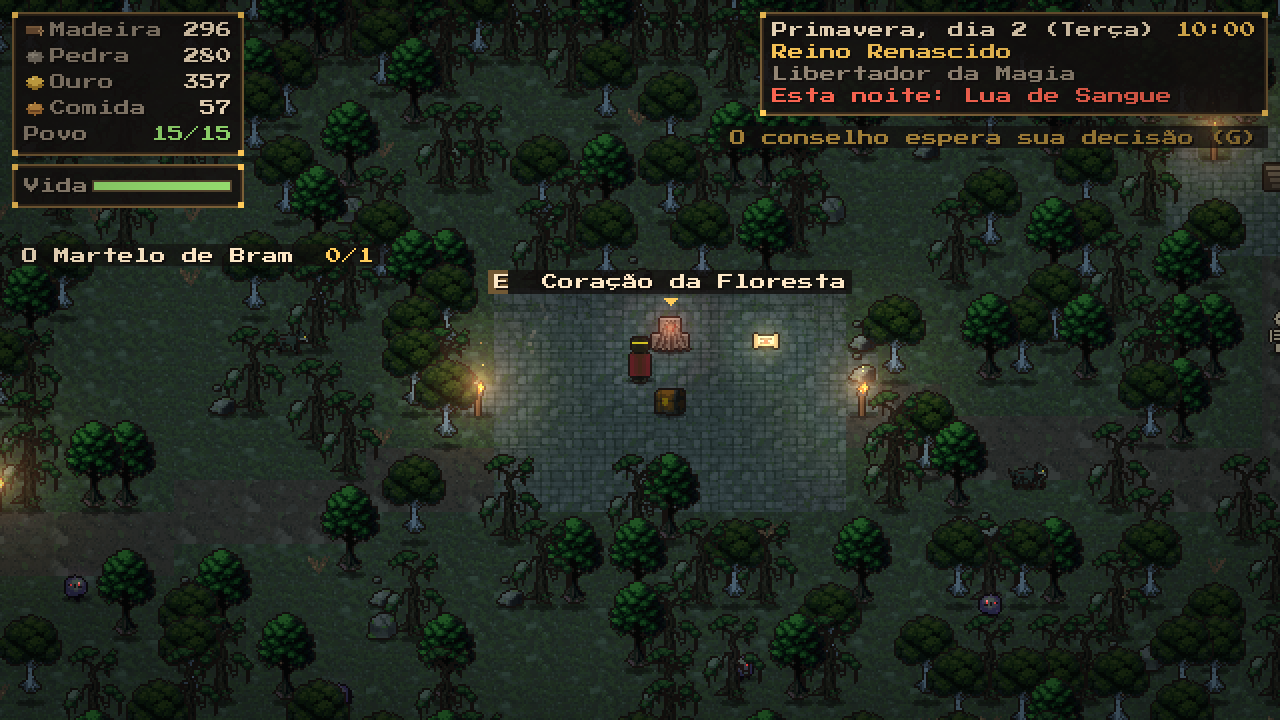 Madeira 296
Pedra 280
Ouro 357
Comida 57
Povo 15/15
Vida
Primavera, dia 2 (Terça) 10:00
Reino Renascido
Libertador da Magia
Esta noite: Lua de Sangue
O conselho espera sua decisão (G)
O Martelo de Bram 0/1
E Coração da Floresta